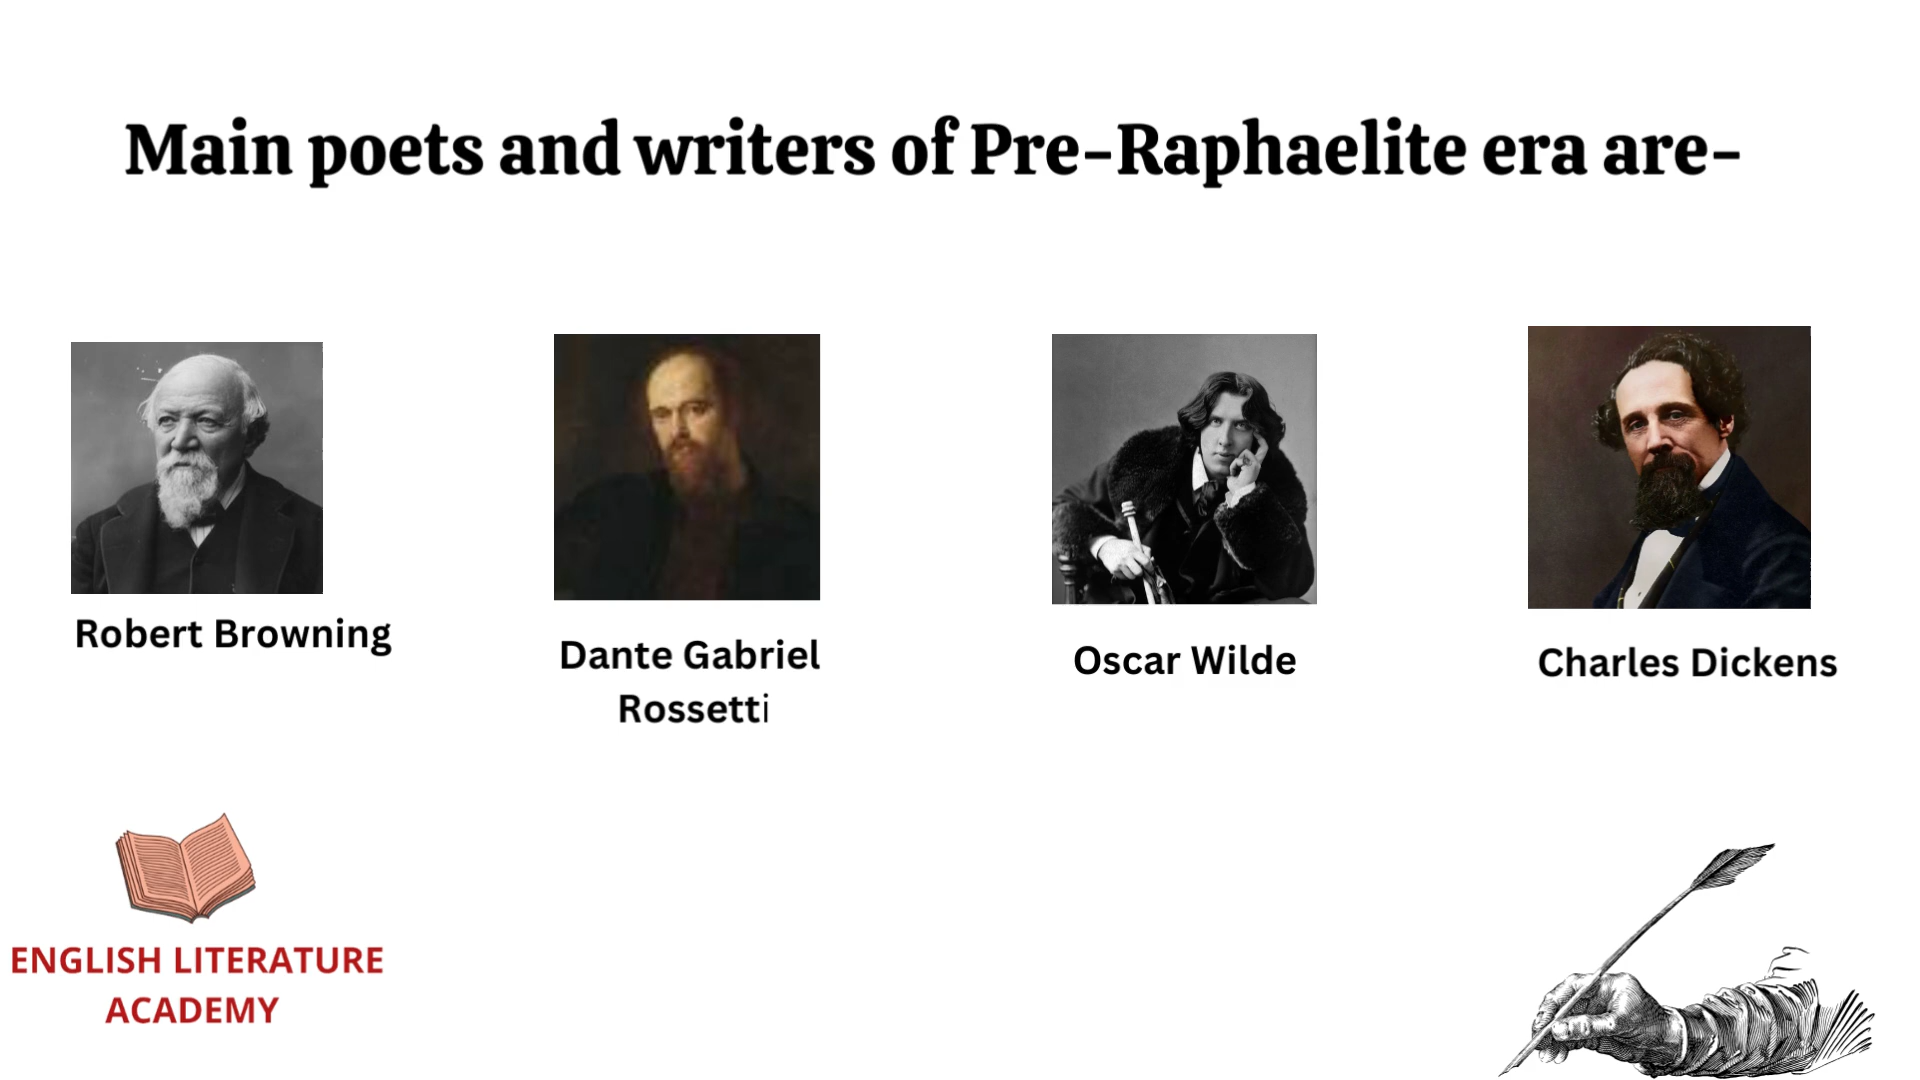 Main poets and writers of Pre-Raphaelite era are-
Robert Browning
Dante Gabriel
Rossetti
Oscar Wilde
Charles Dickens
ENGLISH LITERATURE
ACADEMY